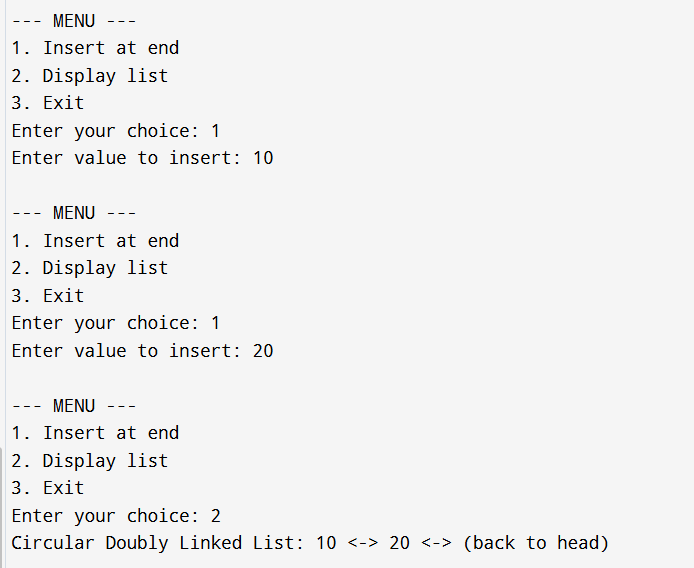 --- MENU ---
1. Insert at end
2. Display list
3. Exit
Enter your choice: 1
Enter value to insert: 10

--- MENU ---
1. Insert at end
2. Display list
3. Exit
Enter your choice: 1
Enter value to insert: 20

--- MENU ---
1. Insert at end
2. Display list
3. Exit
Enter your choice: 2
Circular Doubly Linked List: 10 <-> 20 <-> (back to head)